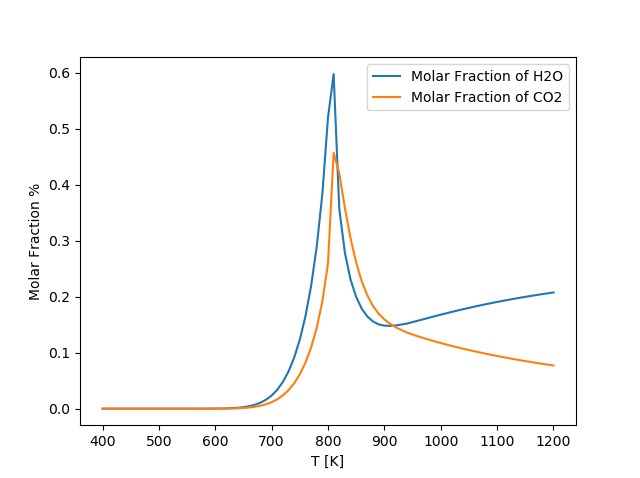 Molar Fraction of H2O
Molar Fraction of CO2
Molar Fraction %
0.6
0.5
0.4
0.3
0.2
0.1
0.0
400 500 600 700 800 900 1000 1100 1200
T [K]